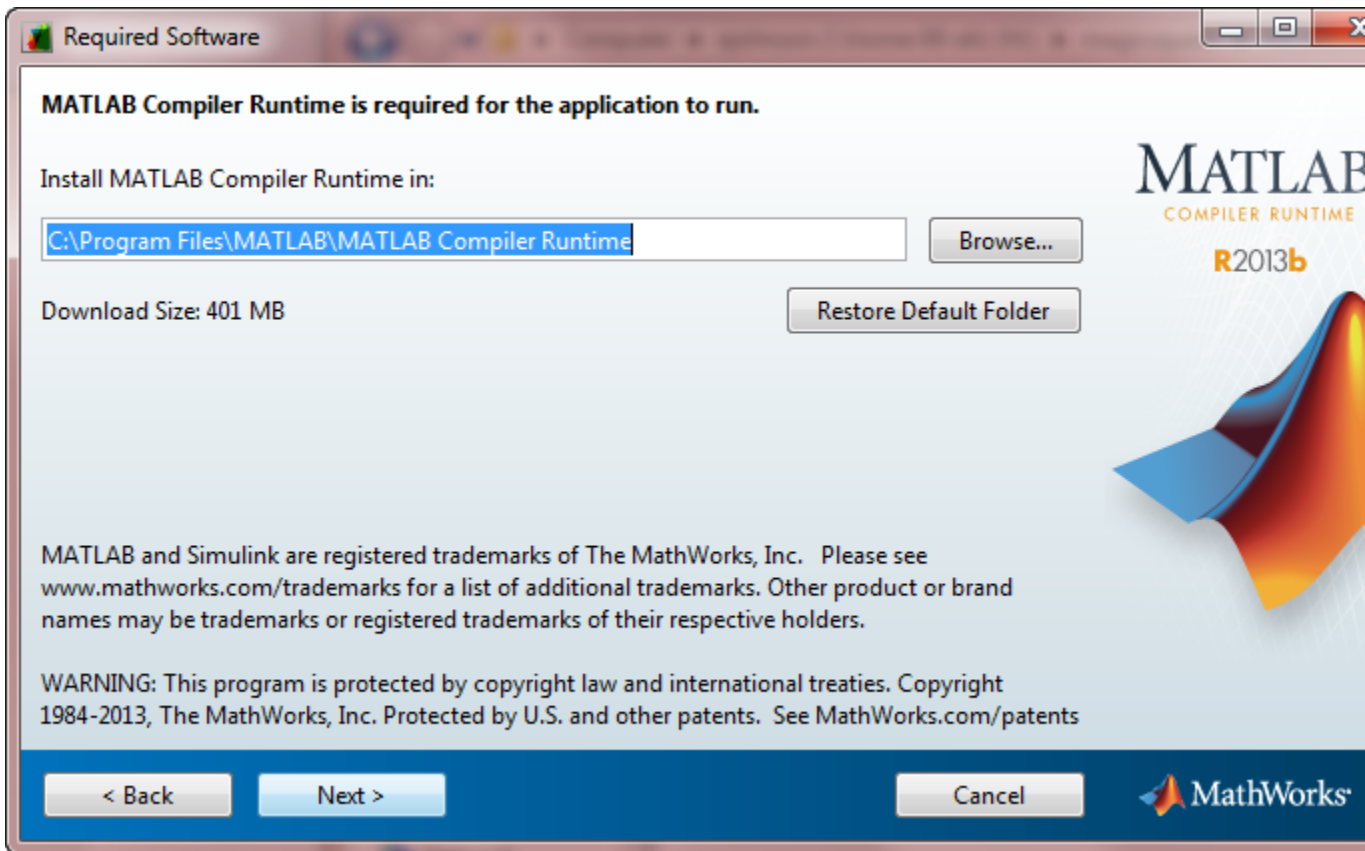 Required Software
MATLAB Compiler Runtime is required for the application to run.
Install MATLAB Compiler Runtime in:
C:\Program Files\MATLAB\MATLAB Compiler Runtime
Browse...
Download Size: 401 MB
Restore Default Folder
MATLAB
COMPILER RUNTIME
R2013b
MATLAB and Simulink are registered trademarks of The MathWorks, Inc.   Please see
www.mathworks.com/trademarks for a list of additional trademarks. Other product or brand
names may be trademarks or registered trademarks of their respective holders.
WARNING: This program is protected by copyright law and international treaties. Copyright
1984-2013, The MathWorks, Inc. Protected by U.S. and other patents.  See MathWorks.com/patents
< Back
Next >
Cancel
MathWorks